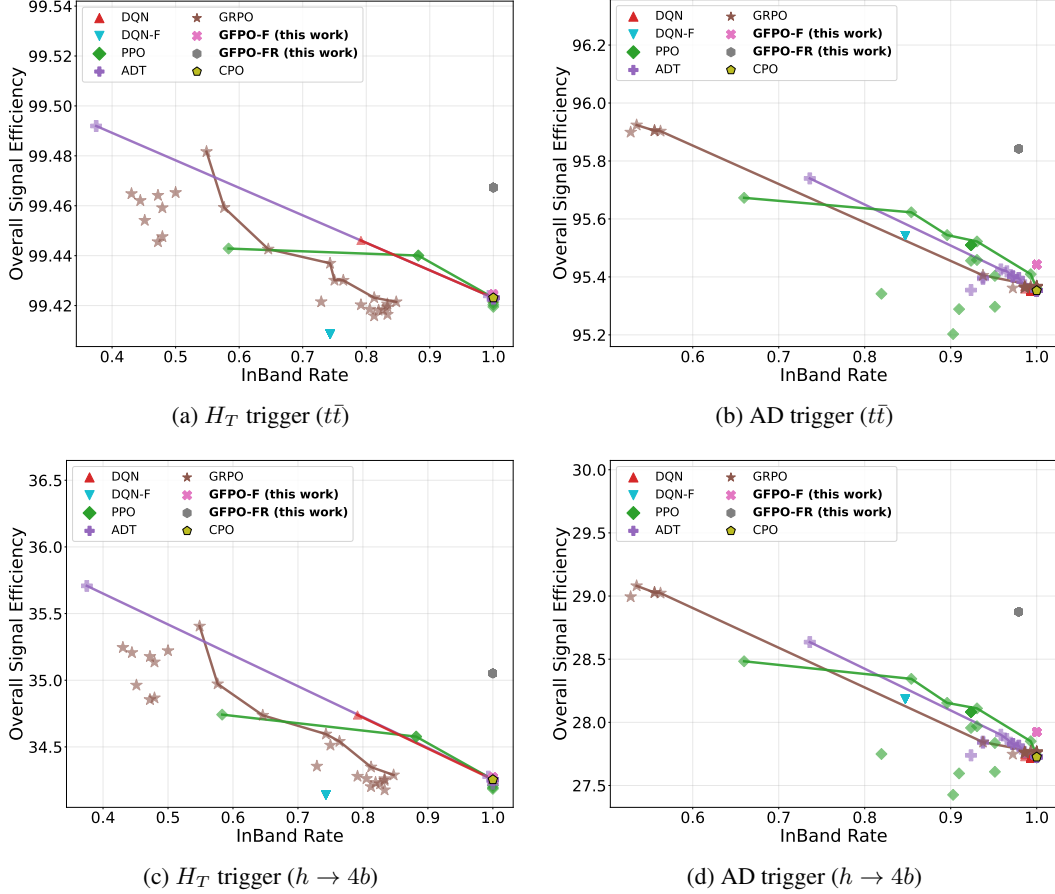 99.54
99.52
99.50
99.48
99.46
99.44
99.42
Overall Signal Efficiency
DQN
DQN-F
PPO
ADT
GRPO
GFPO-F (this work)
GFPO-FR (this work)
CPO
0.4 0.5 0.6 0.7 0.8 0.9 1.0
InBand Rate
(a) H_T trigger (tt̄)
96.2
96.0
95.8
95.6
95.4
95.2
Overall Signal Efficiency
DQN
DQN-F
PPO
ADT
GRPO
GFPO-F (this work)
GFPO-FR (this work)
CPO
0.6 0.7 0.8 0.9 1.0
InBand Rate
(b) AD trigger (tt̄)
36.5
36.0
35.5
35.0
34.5
Overall Signal Efficiency
DQN
DQN-F
PPO
ADT
GRPO
GFPO-F (this work)
GFPO-FR (this work)
CPO
0.4 0.5 0.6 0.7 0.8 0.9 1.0
InBand Rate
(c) H_T trigger (h → 4b)
30.0
29.5
29.0
28.5
28.0
27.5
Overall Signal Efficiency
DQN
DQN-F
PPO
ADT
GRPO
GFPO-F (this work)
GFPO-FR (this work)
CPO
0.6 0.7 0.8 0.9 1.0
InBand Rate
(d) AD trigger (h → 4b)